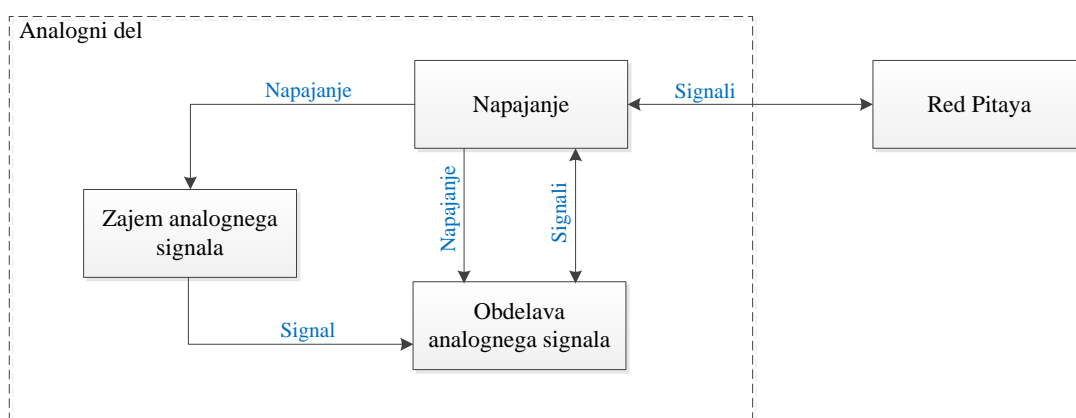 Analogni del
Napajanje
Napajanje
Signali
Red Pitaya
Napajanje
Signali
Zajem analognega
signala
Signal
Obdelava
analognega signala